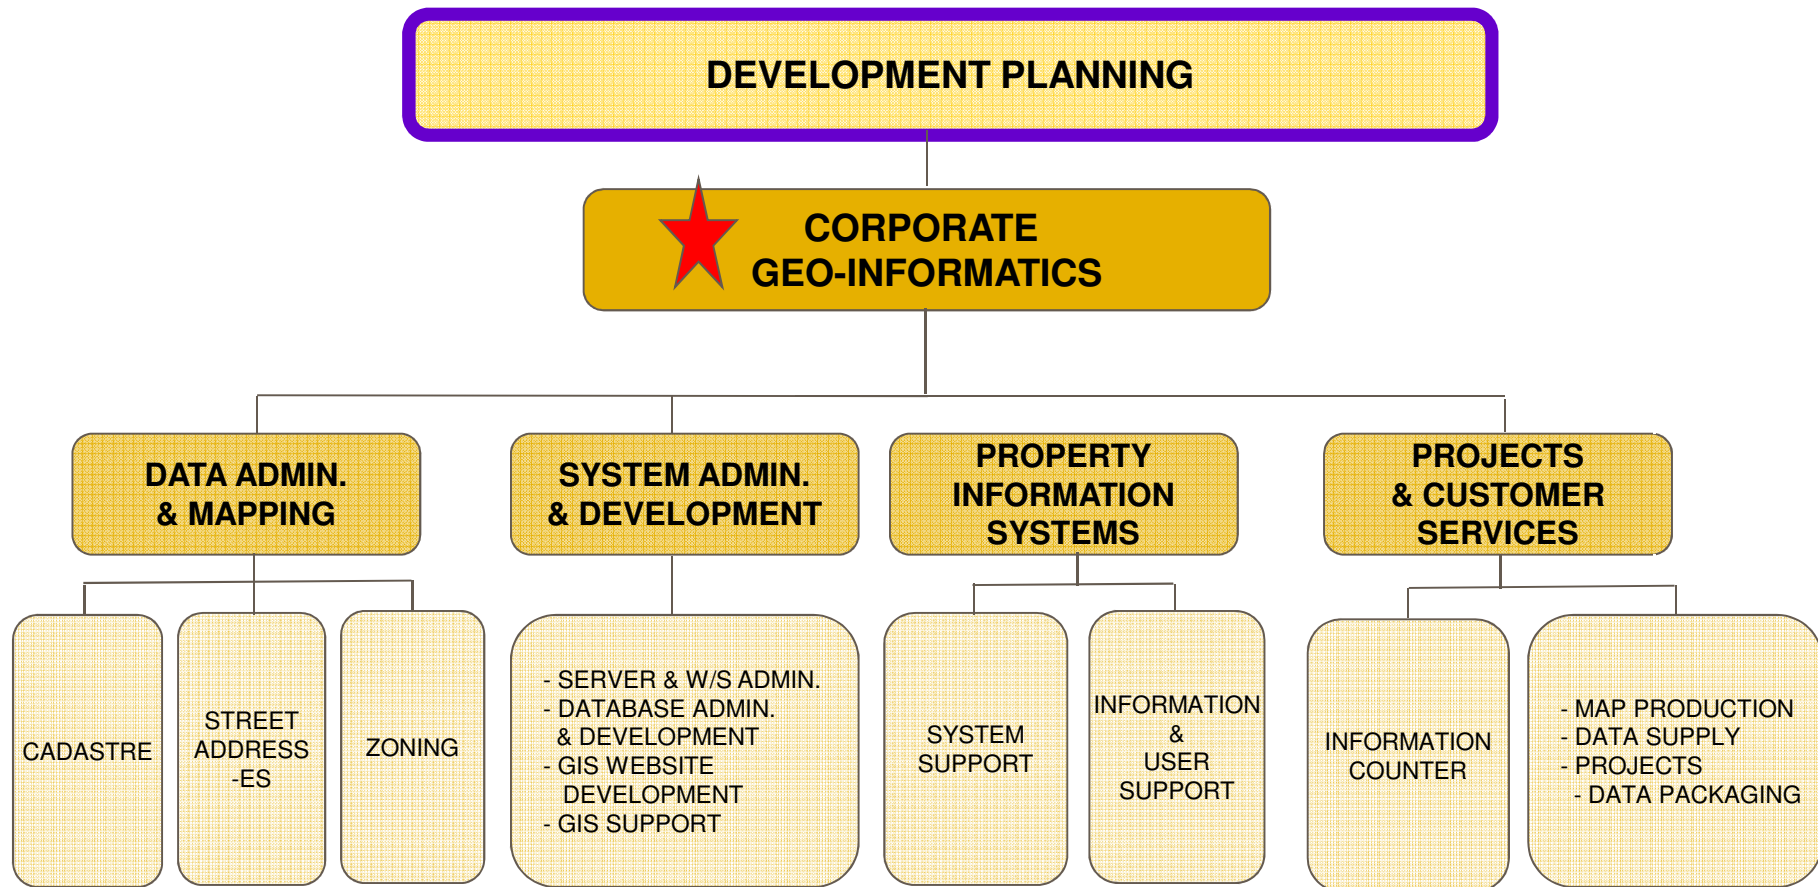 DEVELOPMENT PLANNING
CORPORATE
GEO-INFORMATICS
DATA ADMIN.
& MAPPING
SYSTEM ADMIN.
& DEVELOPMENT
PROPERTY
INFORMATION
SYSTEMS
PROJECTS
& CUSTOMER
SERVICES
CADASTRE
STREET
ADDRESS
-ES
ZONING
- SERVER & W/S ADMIN.
- DATABASE ADMIN.
& DEVELOPMENT
- GIS WEBSITE
DEVELOPMENT
- GIS SUPPORT
SYSTEM
SUPPORT
INFORMATION
&
USER
SUPPORT
INFORMATION
COUNTER
- MAP PRODUCTION
- DATA SUPPLY
- PROJECTS
- DATA PACKAGING